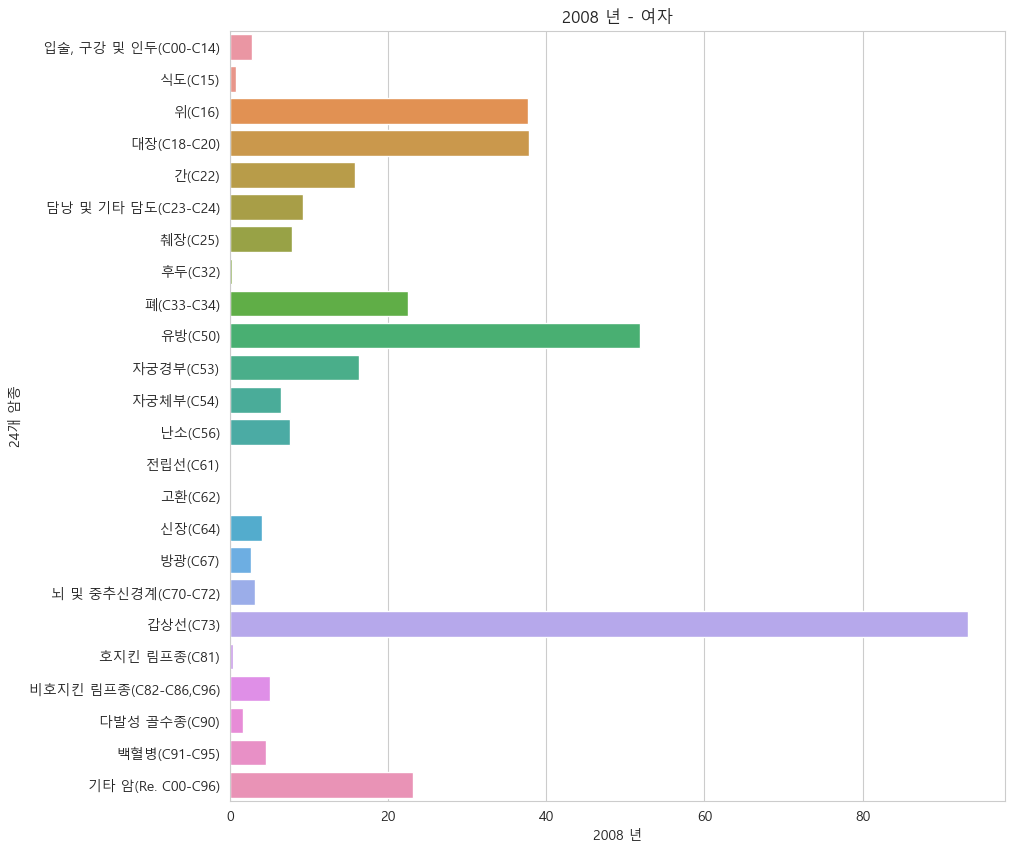 2008 년 - 여자
입술, 구강 및 인두(C00-C14)
식도(C15)
위(C16)
대장(C18-C20)
간(C22)
담낭 및 기타 담도(C23-C24)
췌장(C25)
후두(C32)
폐(C33-C34)
유방(C50)
자궁경부(C53)
자궁체부(C54)
난소(C56)
전립선(C61)
고환(C62)
신장(C64)
방광(C67)
뇌 및 중추신경계(C70-C72)
갑상선(C73)
호지킨 림프종(C81)
비호지킨 림프종(C82-C86,C96)
다발성 골수종(C90)
백혈병(C91-C95)
기타 암(Re. C00-C96)
24개 암종
0 20 40 60 80
2008 년